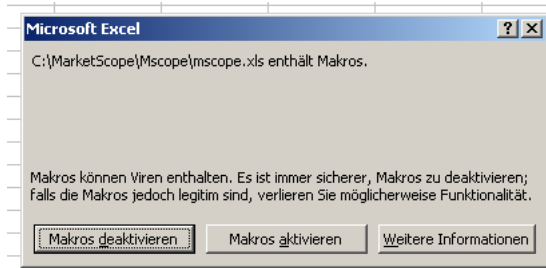 Microsoft Excel
C:\MarketScope\Mscope\mscope.xls enthält Makros.
Makros können Viren enthalten. Es ist immer sicherer, Makros zu deaktivieren;
falls die Makros jedoch legitim sind, verlieren Sie möglicherweise Funktionalität.
Makros deaktivieren Makros aktivieren Weitere Informationen